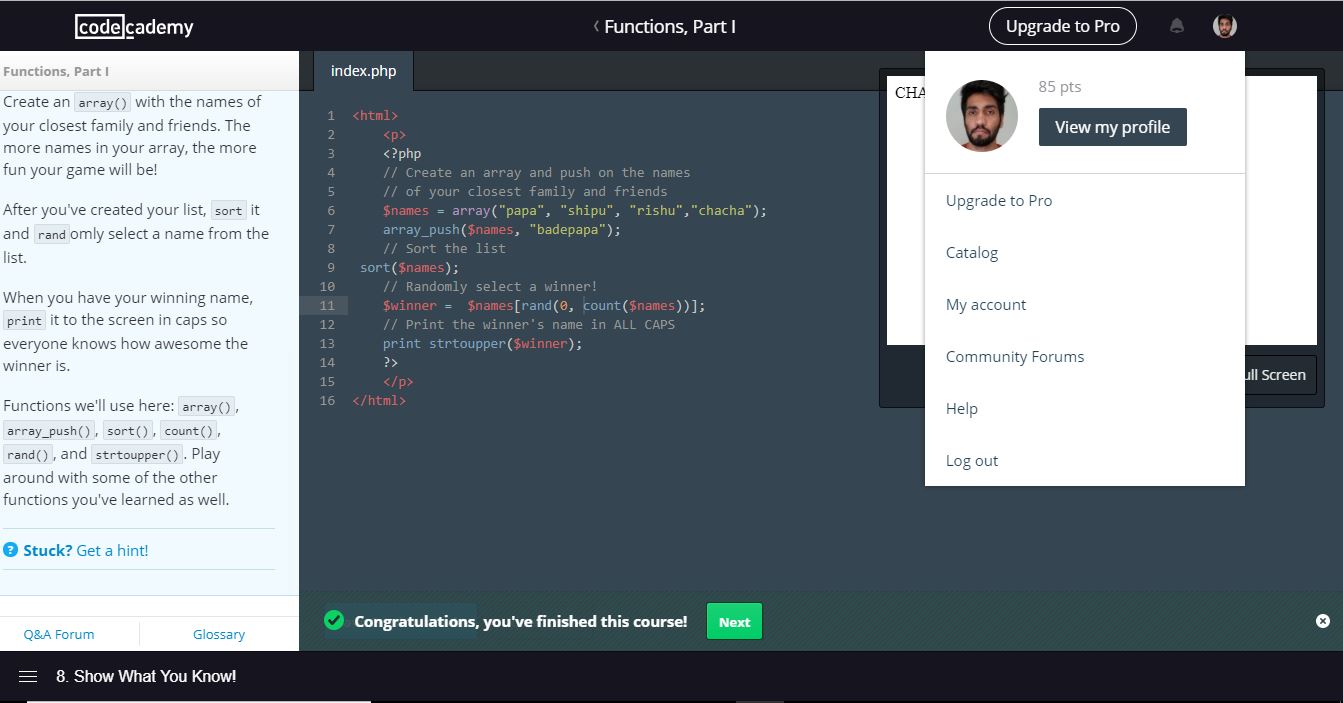 codecademy
Functions, Part I
Upgrade to Pro
Functions, Part I
Create an array() with the names of
your closest family and friends. The
more names in your array, the more
fun your game will be!
After you've created your list, sort it
and randomly select a name from the
list.
When you have your winning name,
print it to the screen in caps so
everyone knows how awesome the
winner is.
Functions we'll use here: array(),
array_push(), sort(), count(),
rand(), and strtoupper(). Play
around with some of the other
functions you've learned as well.
? Stuck? Get a hint!
Q&A Forum
Glossary
index.php
1 <html>
2 <p>
3 <?php
4 // Create an array and push on the names
5 // of your closest family and friends
6 $names = array("papa", "shipu", "rishu","chacha");
7 array_push($names, "badepapa");
8 // Sort the list
9 sort($names);
10 // Randomly select a winner!
11 $winner =  $names[rand(0, count($names))];
12 // Print the winner's name in ALL CAPS
13 print strtoupper($winner);
14 ?>
15 </p>
16 </html>
CHA
85 pts
View my profile
Upgrade to Pro
Catalog
My account
Community Forums
Help
Log out
ull Screen
Congratulations, you've finished this course!
Next
8. Show What You Know!